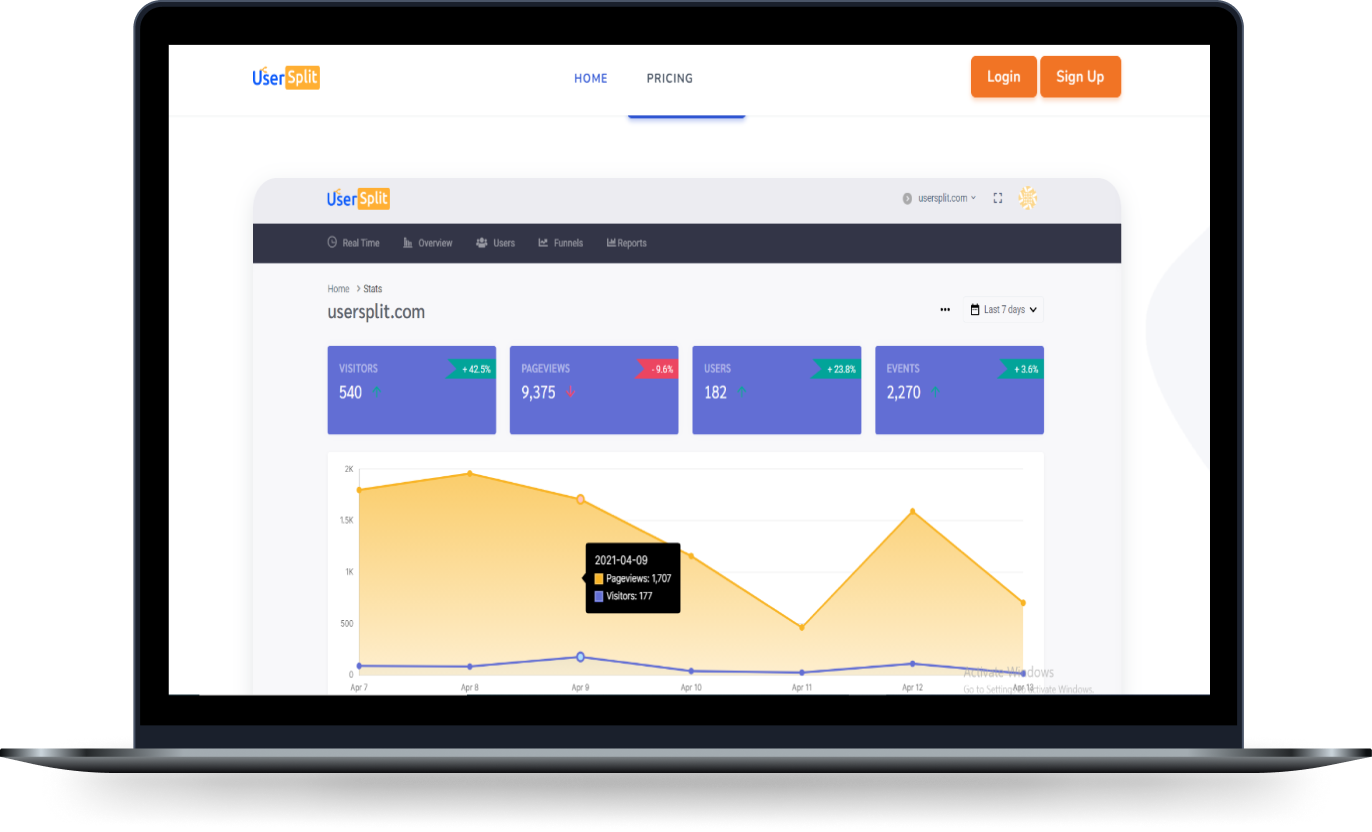 UserSplit
HOME
PRICING
Login
Sign Up
UserSplit
usersplit.com
Real Time
Overview
Users
Funnels
Reports
Home > Stats
usersplit.com
Last 7 days
VISITORS
+ 42.5%
540
PAGEVIEWS
- 9.6%
9,375
USERS
+ 23.8%
182
EVENTS
+ 3.6%
2,270
2K
1.5K
1K
500
0
2021-04-09
Pageviews: 1,707
Visitors: 177
Apr 7
Apr 8
Apr 9
Apr 10
Apr 11
Apr 12
Apr 13
Activate Windows
Go to Settings to activate Windows.